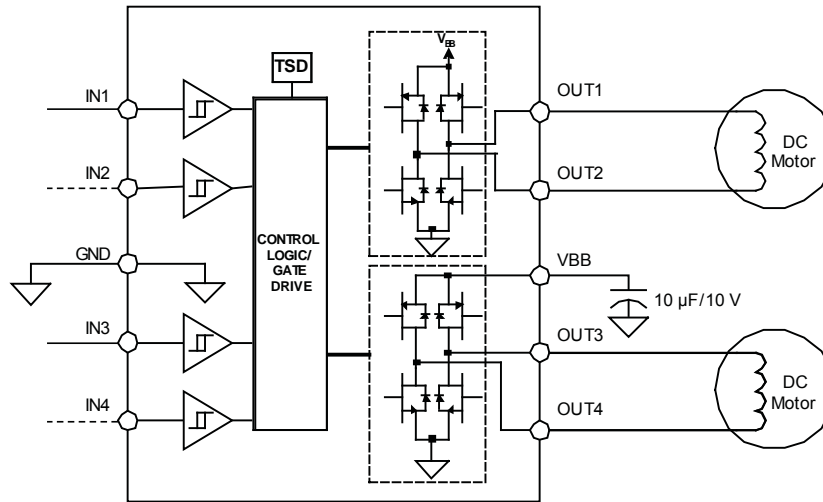 V_BB
TSD
IN1
OUT1
DC
Motor
IN2
OUT2
GND
CONTROL
LOGIC/
GATE
DRIVE
VBB
10 µF/10 V
IN3
OUT3
DC
Motor
IN4
OUT4